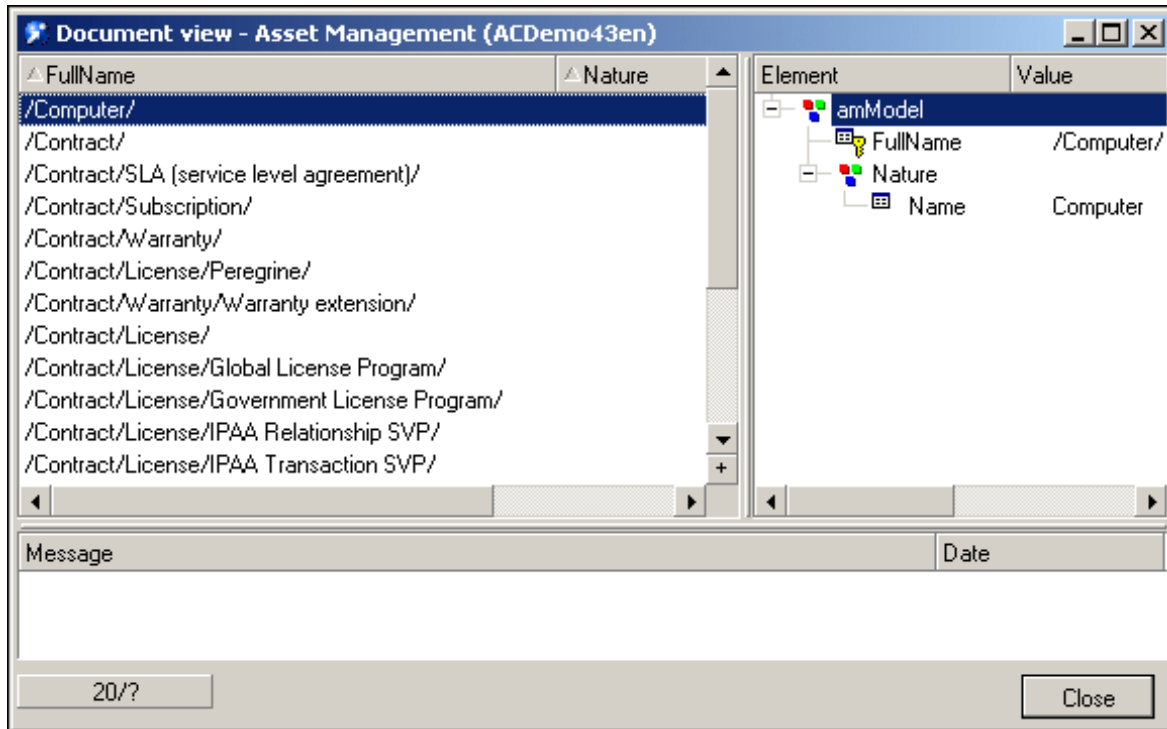 Document view - Asset Management (ACDemo43en)
FullName Nature
/Computer/
/Contract/
/Contract/SLA (service level agreement)/
/Contract/Subscription/
/Contract/Warranty/
/Contract/License/Peregrine/
/Contract/Warranty/Warranty extension/
/Contract/License/
/Contract/License/Global License Program/
/Contract/License/Government License Program/
/Contract/License/IPAA Relationship SVP/
/Contract/License/IPAA Transaction SVP/
Element Value
amModel
FullName /Computer/
Nature
Name Computer
Message Date
20/?
Close